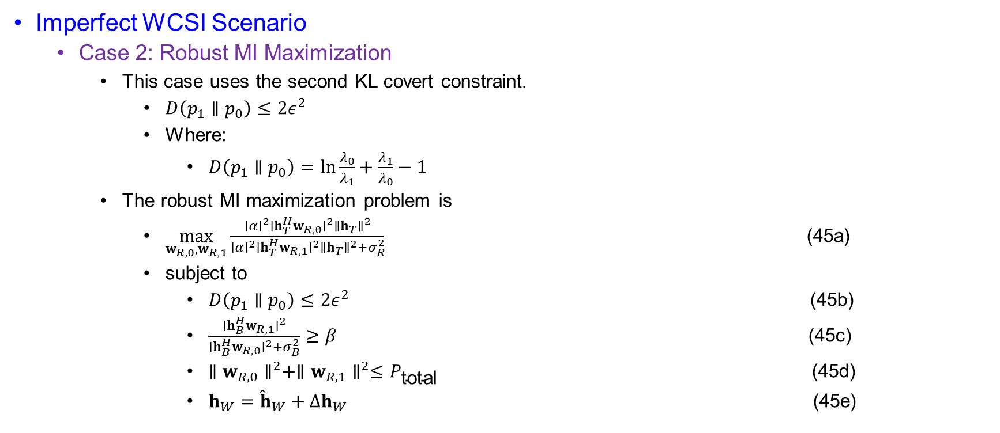 • Imperfect WCSI Scenario
• Case 2: Robust MI Maximization
• This case uses the second KL covert constraint.
• D(p₁ ∥ p₀) ≤ 2ϵ²
• Where:
• D(p₁ ∥ p₀) = ln λ₀/λ₁ + λ₁/λ₀ − 1
• The robust MI maximization problem is
• max_{𝐰_{R,0},𝐰_{R,1}} (|α|²|𝐡_T^H 𝐰_{R,0}|²‖𝐡_T‖²)/(|α|²|𝐡_T^H 𝐰_{R,1}|²‖𝐡_T‖²+σ_R²) (45a)
• subject to
• D(p₁ ∥ p₀) ≤ 2ϵ² (45b)
• (|𝐡_B^H 𝐰_{R,1}|²)/(|𝐡_B^H 𝐰_{R,0}|²+σ_B²) ≥ β (45c)
• ∥ 𝐰_{R,0} ∥²+∥ 𝐰_{R,1} ∥²≤ P_total (45d)
• 𝐡_W = 𝐡̂_W + Δ𝐡_W (45e)